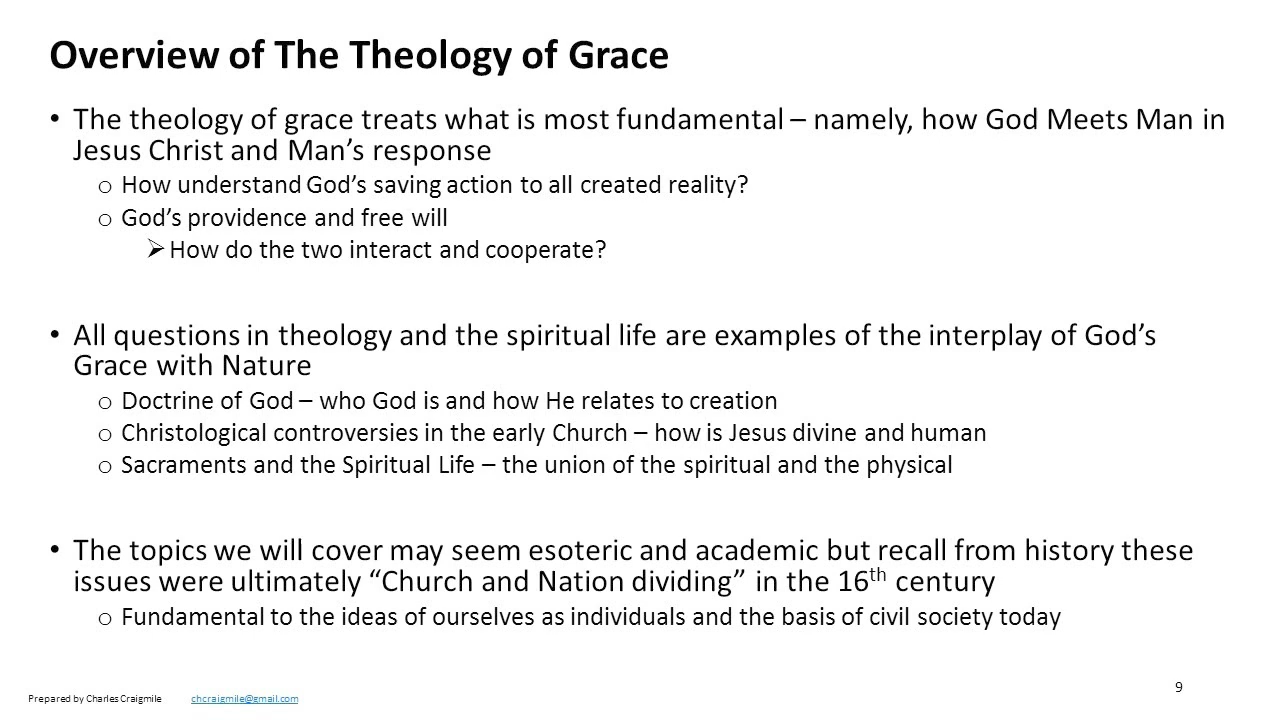 Overview of The Theology of Grace
• The theology of grace treats what is most fundamental – namely, how God Meets Man in
Jesus Christ and Man’s response
o How understand God’s saving action to all created reality?
o God’s providence and free will
➢ How do the two interact and cooperate?
• All questions in theology and the spiritual life are examples of the interplay of God’s
Grace with Nature
o Doctrine of God – who God is and how He relates to creation
o Christological controversies in the early Church – how is Jesus divine and human
o Sacraments and the Spiritual Life – the union of the spiritual and the physical
• The topics we will cover may seem esoteric and academic but recall from history these
issues were ultimately “Church and Nation dividing” in the 16th century
o Fundamental to the ideas of ourselves as individuals and the basis of civil society today
Prepared by Charles Craigmile chcraigmile@gmail.com
9